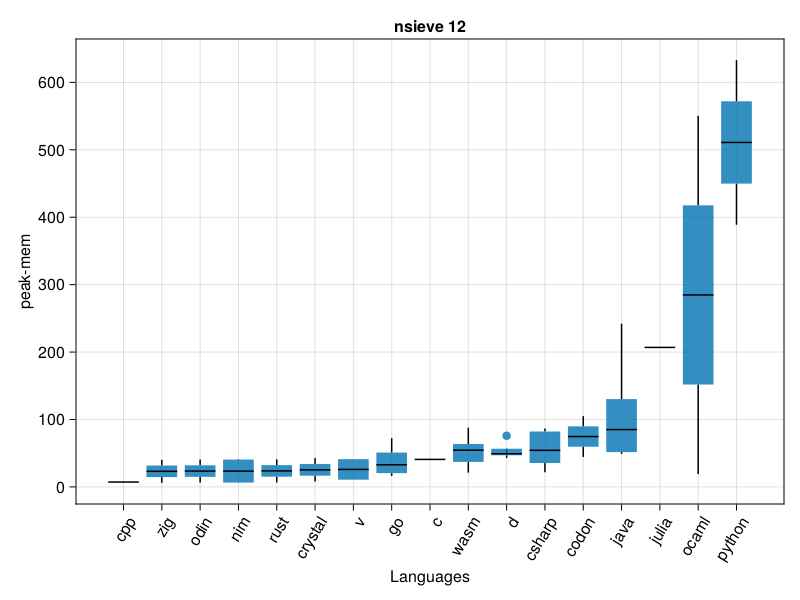 nsieve 12
peak-mem
600
500
400
300
200
100
0
cpp
zig
odin
nim
rust
crystal
v
go
c
wasm
d
csharp
codon
java
julia
ocaml
python
Languages